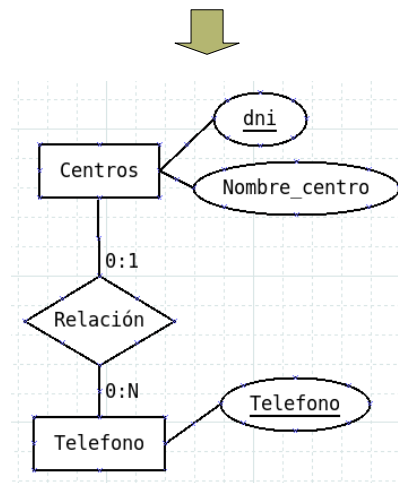 dni
Centros
Nombre_centro
0:1
Relación
0:N
Telefono
Telefono